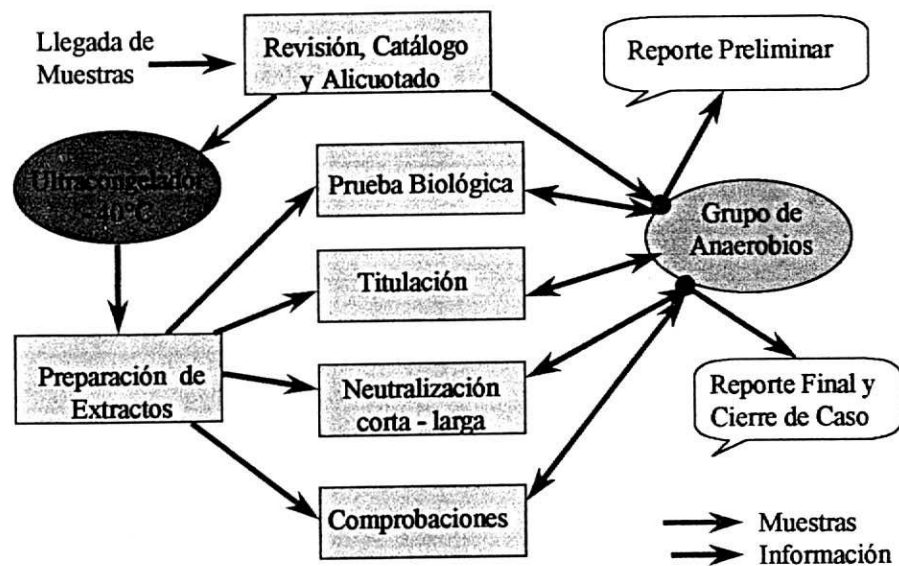 Llegada de
Muestras
Revisión, Catálogo
y Alicuotado
Reporte Preliminar
Ultracongelador
-40°C
Prueba Biológica
Grupo de
Anaerobios
Titulación
Preparación de
Extractos
Neutralización
corta - larga
Reporte Final y
Cierre de Caso
Comprobaciones
Muestras
Información